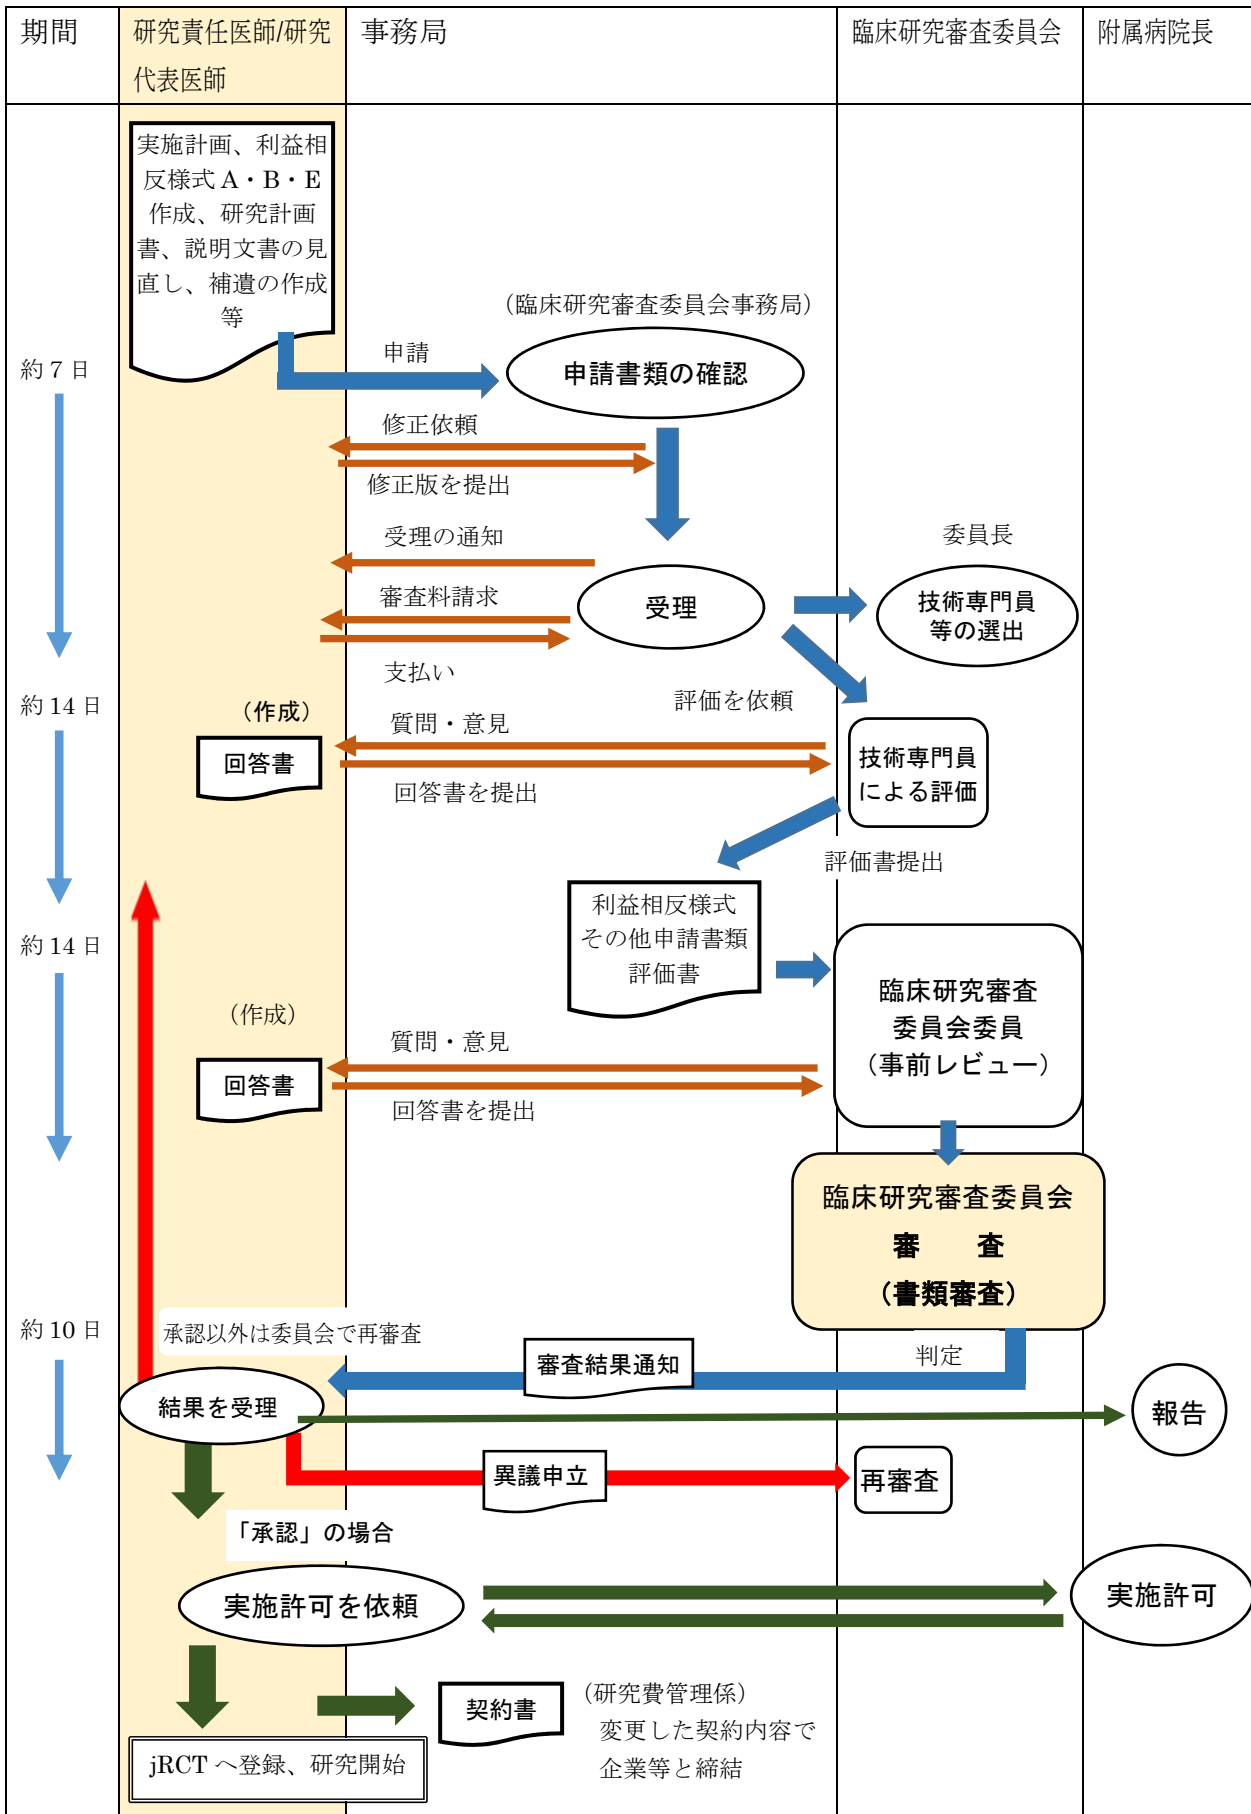 期間
研究責任医師/研究
代表医師
事務局
臨床研究審査委員会
附属病院長
実施計画、利益相
反様式 A・B・E
作成、研究計画
書、説明文書の見
直し、補遺の作成
等
（臨床研究審査委員会事務局）
約 7 日
申請
申請書類の確認
修正依頼
修正版を提出
受理の通知
委員長
審査料請求
受理
技術専門員
等の選出
支払い
約 14 日
（作成）
評価を依頼
質問・意見
回答書
技術専門員
による評価
回答書を提出
評価書提出
利益相反様式
その他申請書類
評価書
約 14 日
臨床研究審査
委員会委員
（事前レビュー）
（作成）
質問・意見
回答書
回答書を提出
臨床研究審査委員会
審　査
（書類審査）
約 10 日
承認以外は委員会で再審査
審査結果通知
判定
結果を受理
報告
異議申立
再審査
「承認」の場合
実施許可を依頼
実施許可
契約書
（研究費管理係）
変更した契約内容で
企業等と締結
jRCT へ登録、研究開始